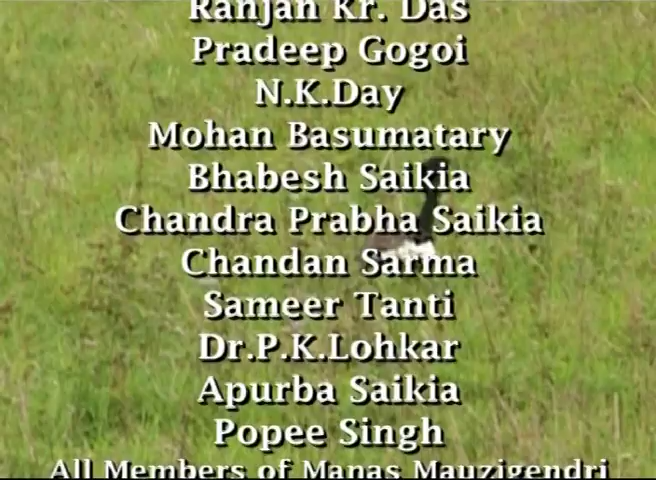 Ranjan Kr. Das
Pradeep Gogoi
N.K.Day
Mohan Basumatary
Bhabesh Saikia
Chandra Prabha Saikia
Chandan Sarma
Sameer Tanti
Dr.P.K.Lohkar
Apurba Saikia
Popee Singh
All Members of Manas Mauzigendri